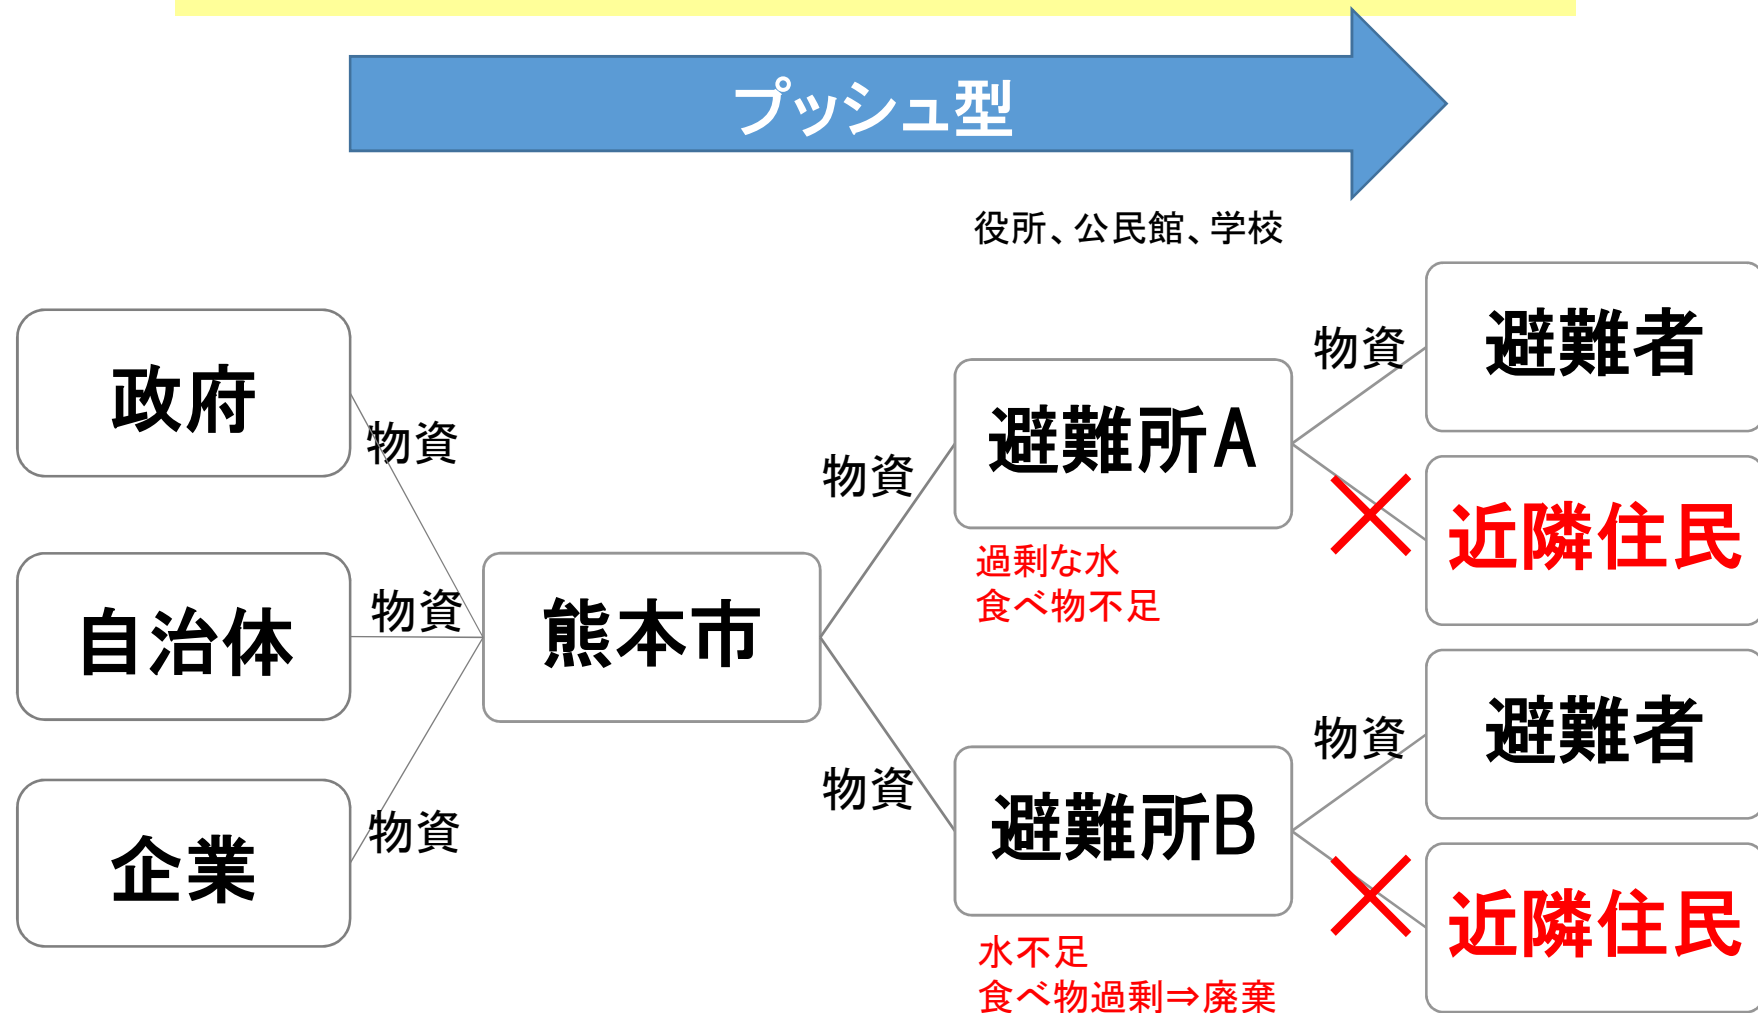 プッシュ型
役所、公民館、学校
政府
物資
自治体
物資
企業
物資
熊本市
物資
物資
避難所A
過剰な水
食べ物不足
避難所B
水不足
食べ物過剰⇒廃棄
物資
避難者
近隣住民
物資
避難者
近隣住民